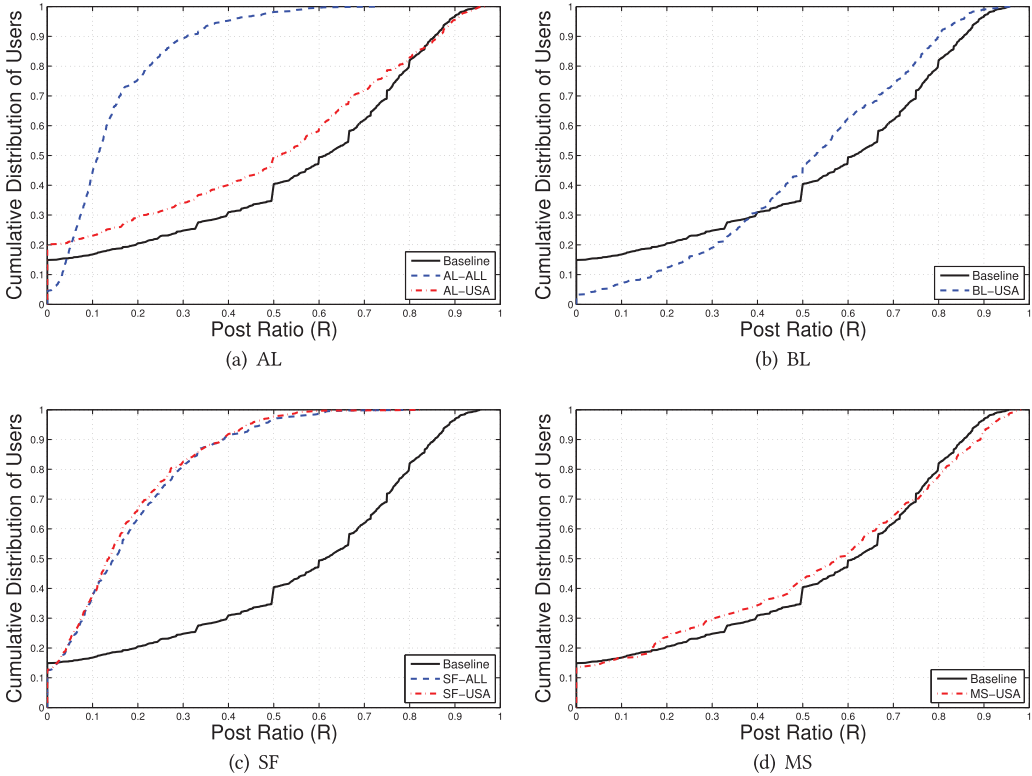 Cumulative Distribution of Users
1
0.9
0.8
0.7
0.6
0.5
0.4
0.3
0.2
0.1
0
Baseline
AL-ALL
AL-USA
0 0.1 0.2 0.3 0.4 0.5 0.6 0.7 0.8 0.9 1
Post Ratio (R)
(a) AL
Cumulative Distribution of Users
1
0.9
0.8
0.7
0.6
0.5
0.4
0.3
0.2
0.1
0
Baseline
BL-USA
0 0.1 0.2 0.3 0.4 0.5 0.6 0.7 0.8 0.9 1
Post Ratio (R)
(b) BL
Cumulative Distribution of Users
1
0.9
0.8
0.7
0.6
0.5
0.4
0.3
0.2
0.1
0
Baseline
SF-ALL
SF-USA
0 0.1 0.2 0.3 0.4 0.5 0.6 0.7 0.8 0.9 1
Post Ratio (R)
(c) SF
Cumulative Distribution of Users
1
0.9
0.8
0.7
0.6
0.5
0.4
0.3
0.2
0.1
0
Baseline
MS-USA
0 0.1 0.2 0.3 0.4 0.5 0.6 0.7 0.8 0.9 1
Post Ratio (R)
(d) MS